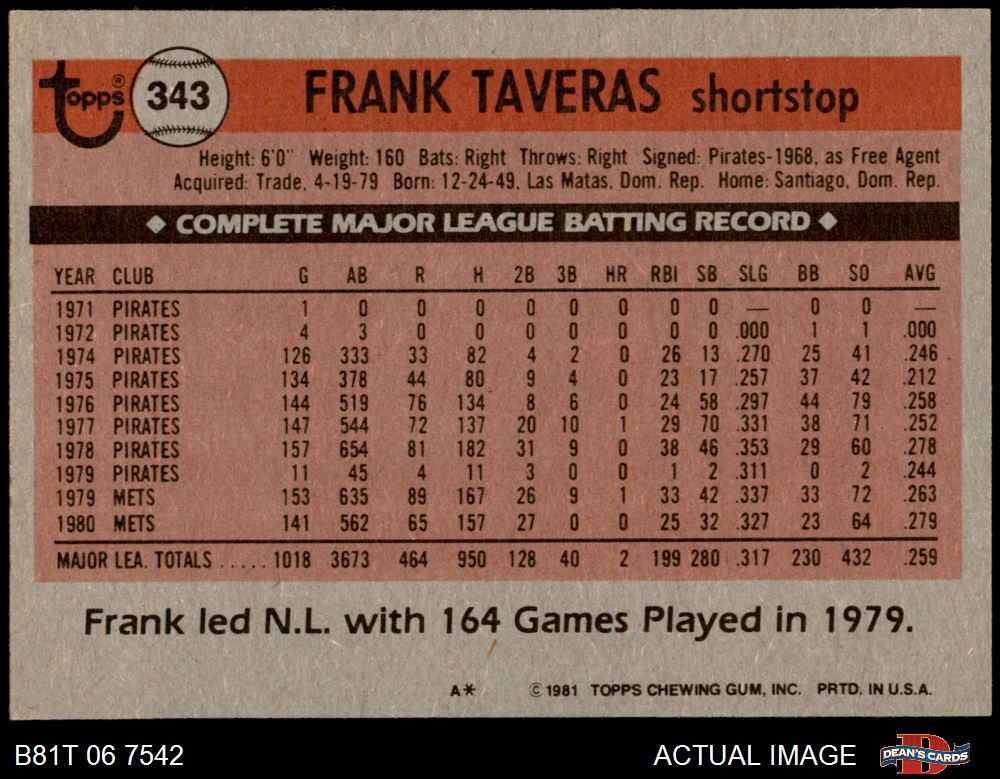 Topps® 343 FRANK TAVERAS shortstop
Height: 6'0" Weight: 160 Bats: Right Throws: Right Signed: Pirates-1968, as Free Agent
Acquired: Trade, 4-19-79 Born: 12-24-49, Las Matas, Dom. Rep. Home: Santiago, Dom. Rep.
◆ COMPLETE MAJOR LEAGUE BATTING RECORD ◆
YEAR CLUB G AB R H 2B 3B HR RBI SB SLG BB SO AVG
1971 PIRATES 1 0 0 0 0 0 0 0 0 — 0 0 —
1972 PIRATES 4 3 0 0 0 0 0 0 0 .000 1 1 .000
1974 PIRATES 126 333 33 82 4 2 0 26 13 .270 25 41 .246
1975 PIRATES 134 378 44 80 9 4 0 23 17 .257 37 42 .212
1976 PIRATES 144 519 76 134 8 6 0 24 58 .297 44 79 .258
1977 PIRATES 147 544 72 137 20 10 1 29 70 .331 38 71 .252
1978 PIRATES 157 654 81 182 31 9 0 38 46 .353 29 60 .278
1979 PIRATES 11 45 4 11 3 0 0 1 2 .311 0 2 .244
1979 METS 153 635 89 167 26 9 1 33 42 .337 33 72 .263
1980 METS 141 562 65 157 27 0 0 25 32 .327 23 64 .279
MAJOR LEA. TOTALS ..... 1018 3673 464 950 128 40 2 199 280 .317 230 432 .259
Frank led N.L. with 164 Games Played in 1979.
A* © 1981 TOPPS CHEWING GUM, INC. PRTD. IN U.S.A.
B81T 06 7542 ACTUAL IMAGE DEAN'S CARDS